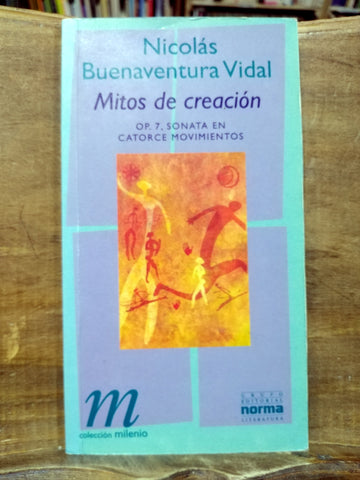 Nicolás
Buenaventura Vidal
Mitos de creación
OP. 7, SONATA EN
CATORCE MOVIMIENTOS
m
colección milenio
GRUPO
EDITORIAL
norma
LITERATURA